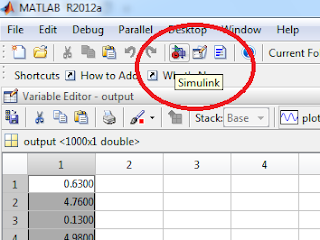 MATLAB R2012a
File Edit Debug Parallel Desktop Window Help
Current Fo
Shortcuts How to Add What's New
Simulink
Variable Editor - output
Stack: Base plot
output <1000x1 double>
1 2 3 4 5
1 0.6300
2 4.7600
3 0.1300
4 4.9800